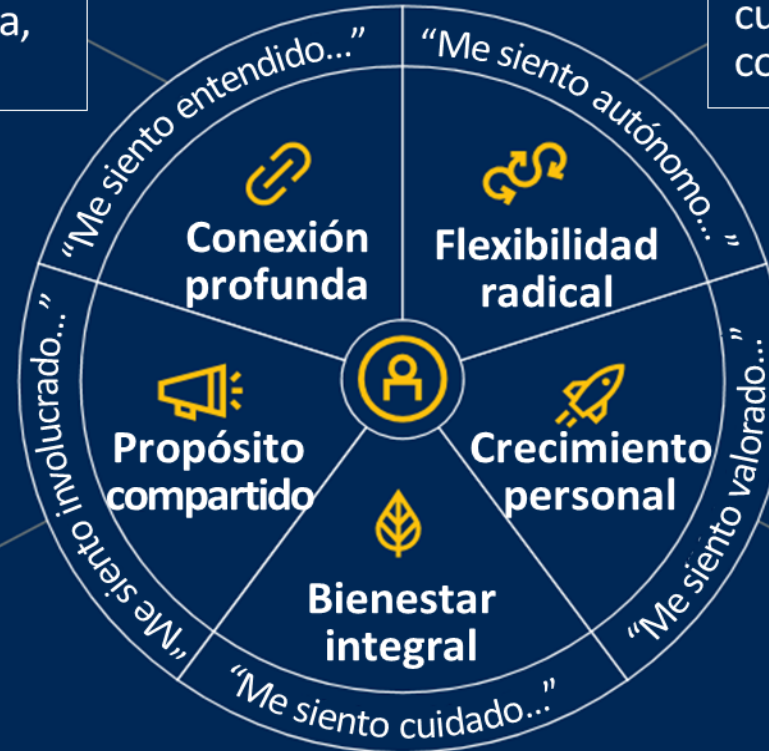 a,
cu
co
“Me siento entendido...”
“Me siento autónomo... ”
Conexión
profunda
Flexibilidad
radical
“Me siento involucrado... ”
Propósito
compartido
Crecimiento
personal
“Me siento valorado...”
Bienestar
integral
“Me siento cuidado...”